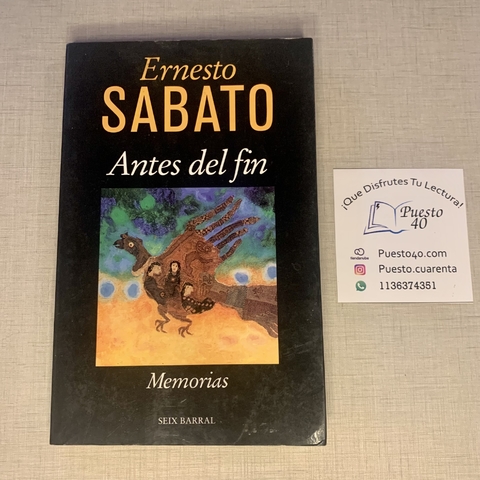 Ernesto
SABATO
Antes del fin
Memorias
SEIX BARRAL
¡Que Disfrutes Tu Lectura!
Puesto
40
Puesto40.com
Puesto.cuarenta
1136374351